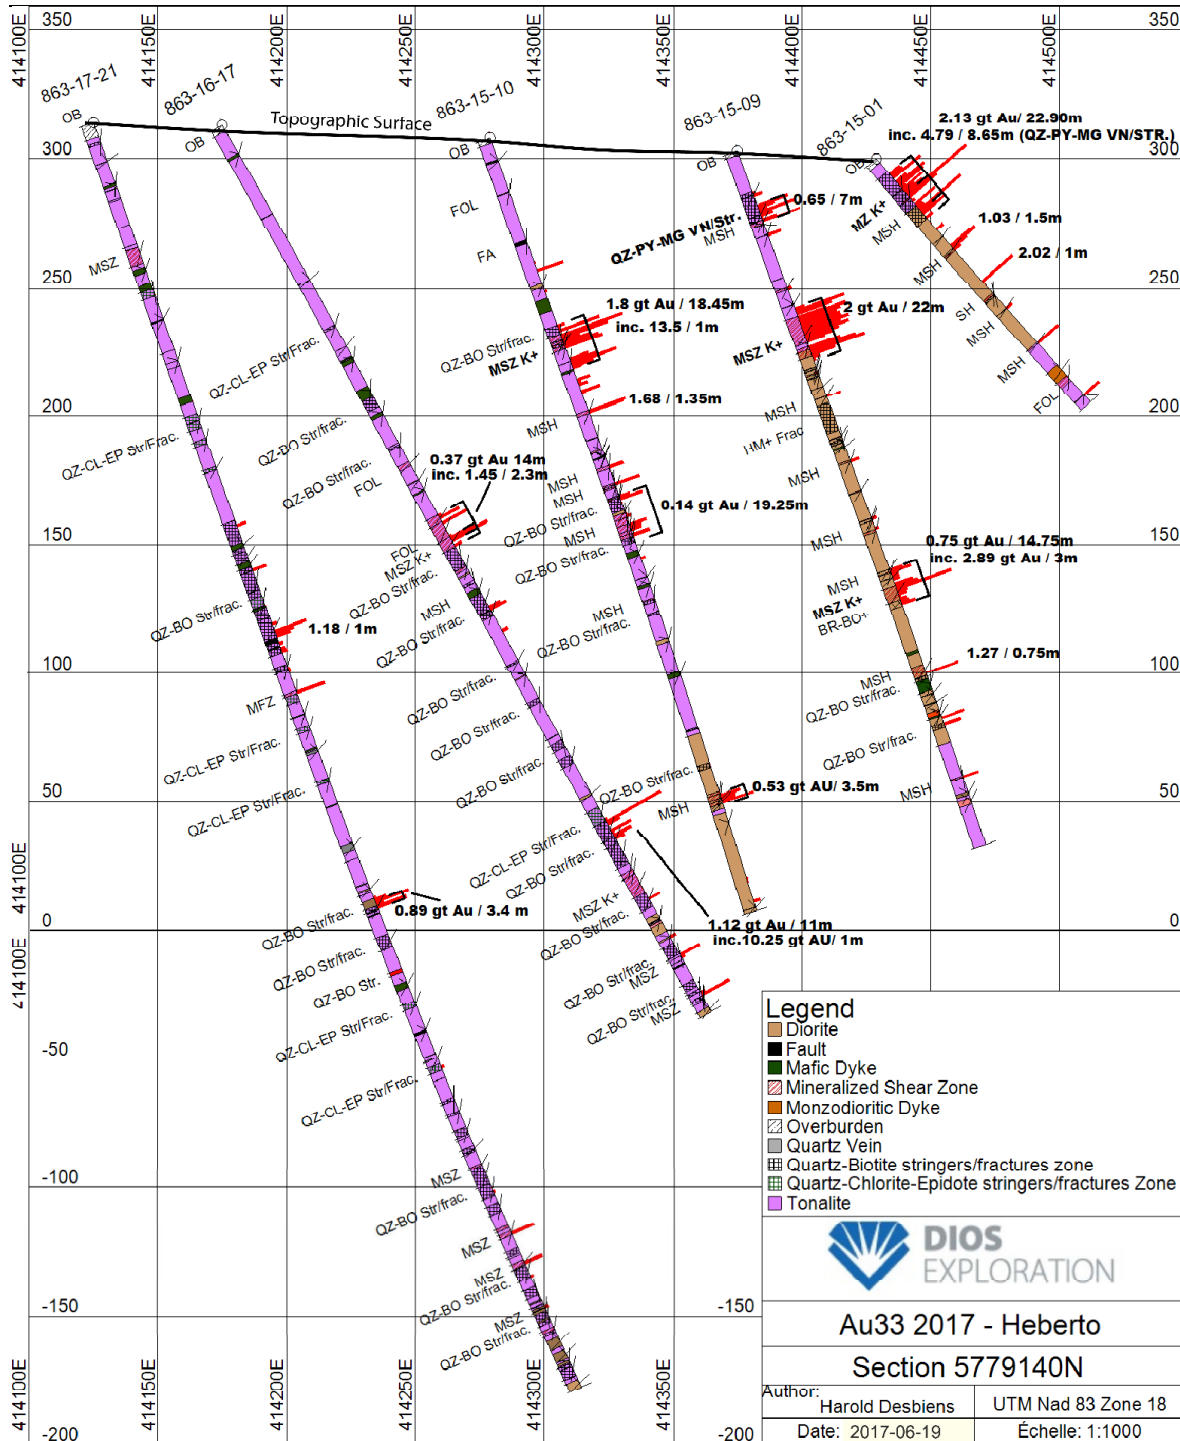 350
414100E
414150E
414200E
414250E
414300E
414350E
414400E
414450E
414500E
350
863-17-21
863-16-17
863-15-10
863-15-09
863-15-01
OB
OB
OB
OB
OB
Topographic Surface
2.13 gt Au/ 22.90m
inc. 4.79 / 8.65m (QZ-PY-MG VN/STR.)
300
300
0.65 / 7m
FOL
MZ K+
MSH
1.03 / 1.5m
QZ-PY-MG VN/Str.
MSH
FA
2.02 / 1m
MSZ
MSH
250
250
1.8 gt Au / 18.45m
inc. 13.5 / 1m
2 gt Au / 22m
SH
MSH
QZ-BO Str/frac.
MSZ K+
MSZ K+
MSH
QZ-CL-EP Str/Frac.
1.68 / 1.35m
FOL
200
200
MSH
MSH
QZ-CL-EP Str/Frac.
QZ-BO Str/frac.
HM+ Frac
0.37 gt Au 14m
inc. 1.45 / 2.3m
QZ-BO Str/frac.
FOL
MSH
MSH
MSH
0.14 gt Au / 19.25m
QZ-BO Str/frac.
150
150
FOL
MSZ K+
MSH
MSH
0.75 gt Au / 14.75m
inc. 2.89 gt Au / 3m
QZ-BO Str/frac.
QZ-BO Str/frac.
MSH
MSZ K+
BR-BO+
QZ-BO Str/frac.
MSH
MSH
1.18 / 1m
QZ-BO Str/frac.
QZ-BO Str/frac.
1.27 / 0.75m
100
100
MSH
MFZ
QZ-BO Str/frac.
QZ-BO Str/frac.
QZ-CL-EP Str/Frac.
QZ-BO Str/frac.
QZ-BO Str/frac.
QZ-BO Str/frac.
QZ-BO Str/frac.
0.53 gt AU/ 3.5m
MSH
MSH
50
50
QZ-CL-EP Str/Frac.
QZ-CL-EP Str/Frac.
QZ-BO Str/frac.
414100E
MSZ K+
0.89 gt Au / 3.4 m
1.12 gt Au / 11m
inc.10.25 gt AU/ 1m
0
0
QZ-BO Str/frac.
QZ-BO Str/frac.
414100E
QZ-BO Str/frac.
QZ-BO Str.
QZ-BO Str/frac.
MSZ
QZ-BO Str/frac.
MSZ
QZ-CL-EP Str/Frac.
-50
QZ-CL-EP Str/Frac.
-100
MSZ
QZ-BO Str/frac.
MSZ
MSZ
QZ-BO Str/frac.
MSZ
QZ-BO Str/frac.
-150
-150
414100E
414150E
414200E
414250E
414300E
414350E
-200
-200
Legend
Diorite
Fault
Mafic Dyke
Mineralized Shear Zone
Monzodioritic Dyke
Overburden
Quartz Vein
Quartz-Biotite stringers/fractures zone
Quartz-Chlorite-Epidote stringers/fractures Zone
Tonalite
DIOS
EXPLORATION
Au33 2017 - Heberto
Section 5779140N
Author:
Harold Desbiens
UTM Nad 83 Zone 18
Date: 2017-06-19
Échelle: 1:1000